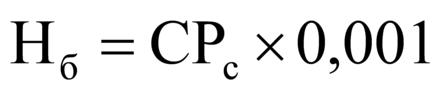 Нб = СРс × 0,001